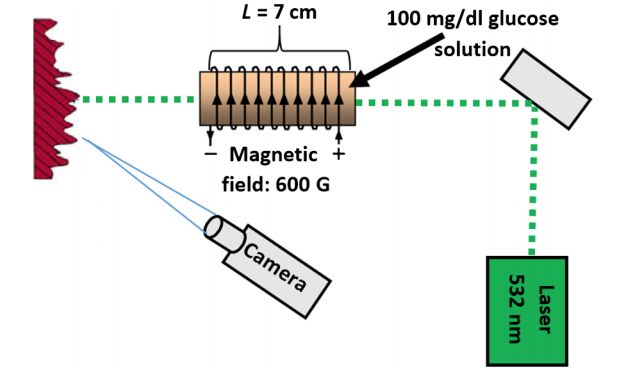 L = 7 cm
100 mg/dl glucose
solution
− Magnetic +
field: 600 G
Camera
Laser
532 nm